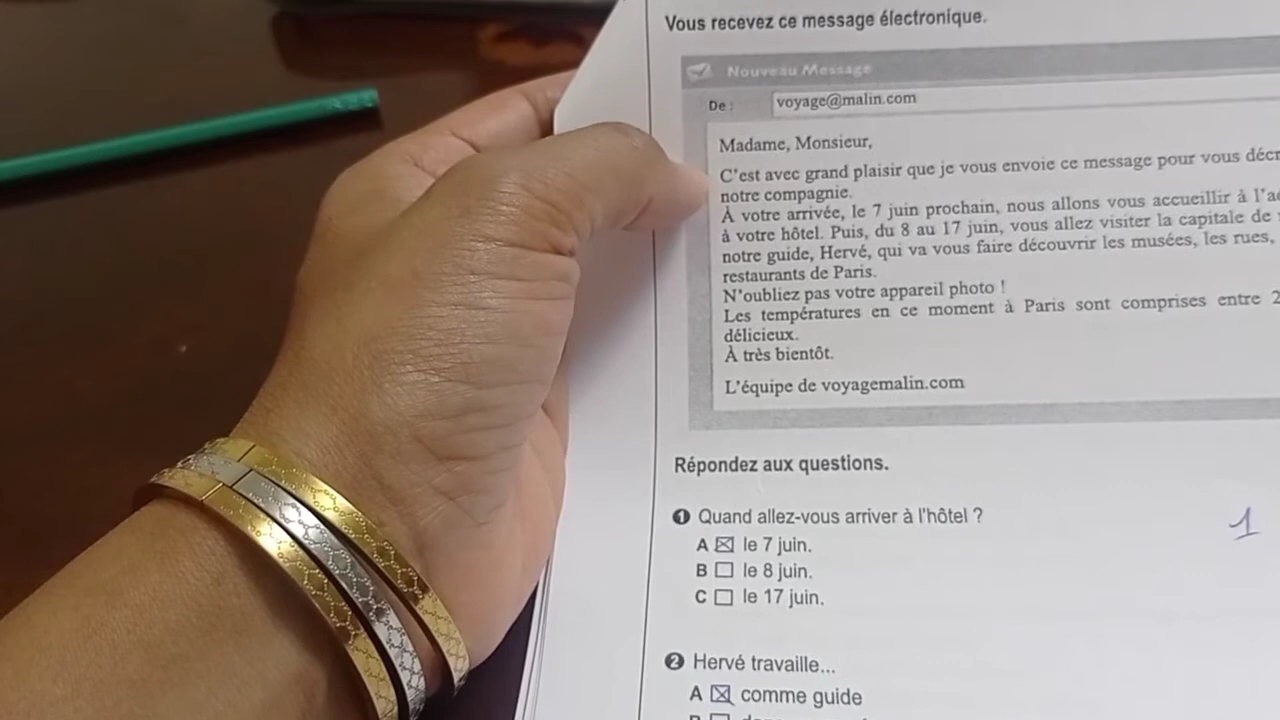 Vous recevez ce message électronique.
Nouveau Message
De : voyage@malin.com
Madame, Monsieur,
C'est avec grand plaisir que je vous envoie ce message pour vous
notre compagnie.
À votre arrivée, le 7 juin prochain, nous allons vous accueillir à
à votre hôtel. Puis, du 8 au 17 juin, vous allez visiter la capitale de
notre guide, Hervé, qui va vous faire découvrir les musées, les rues,
restaurants de Paris.
N'oubliez pas votre appareil photo !
Les températures en ce moment à Paris sont comprises entre 2
délicieux.
À très bientôt.
L'équipe de voyagemalin.com
Répondez aux questions.
1 Quand allez-vous arriver à l'hôtel ? 1
A ☒ le 7 juin.
B ☐ le 8 juin.
C ☐ le 17 juin.
2 Hervé travaille...
A ☒ comme guide